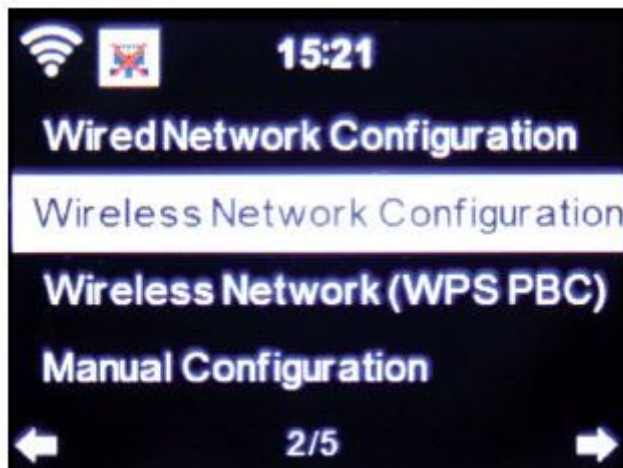 15:21
Wired Network Configuration
Wireless Network Configuration
Wireless Network (WPS PBC)
Manual Configuration
2/5